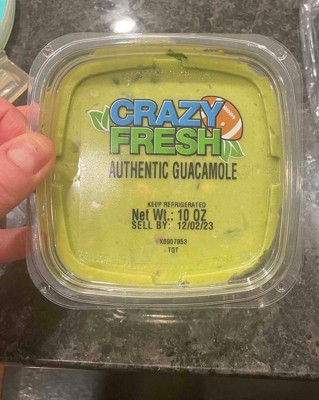 CRAZY
FRESH
AUTHENTIC GUACAMOLE
KEEP REFRIGERATED
Net Wt.: 10 OZ
SELL BY: 12/02/23
TOT